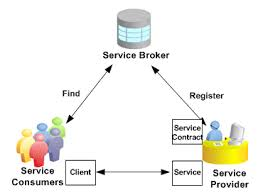 Service Broker
Find
Register
Service
Contract
Service
Consumers
Client
Service
Service
Provider